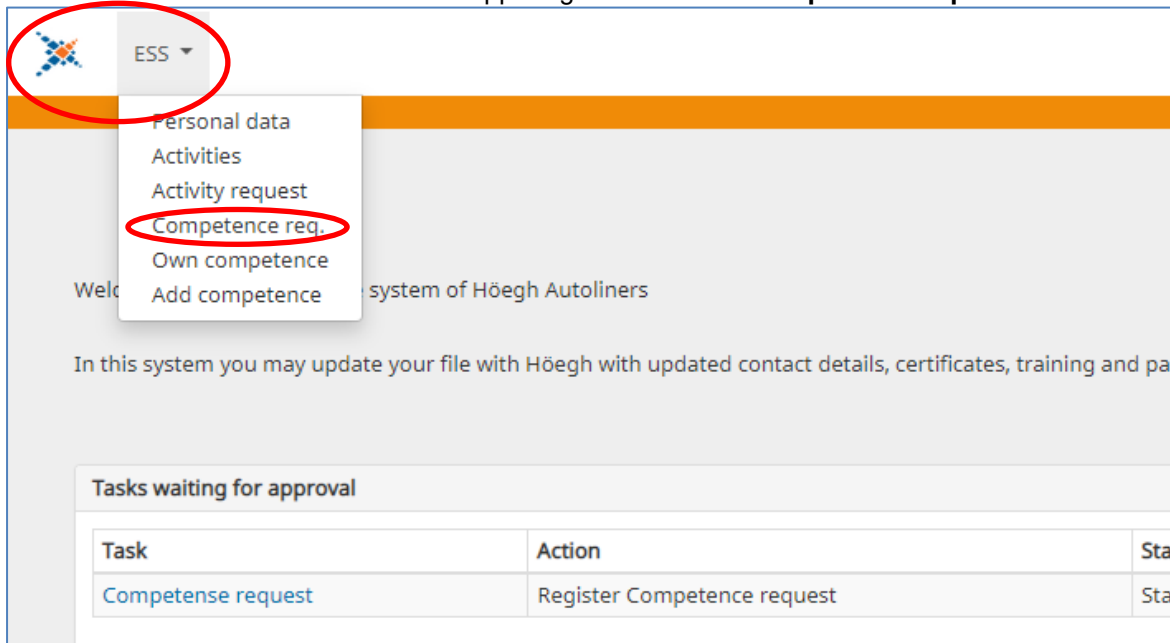 ESS
Personal data
Activities
Activity request
Competence req.
Own competence
Add competence
system of Höegh Autoliners
In this system you may update your file with Höegh with updated contact details, certificates, training and pa
Tasks waiting for approval
Task Action Sta
Competense request Register Competence request Sta